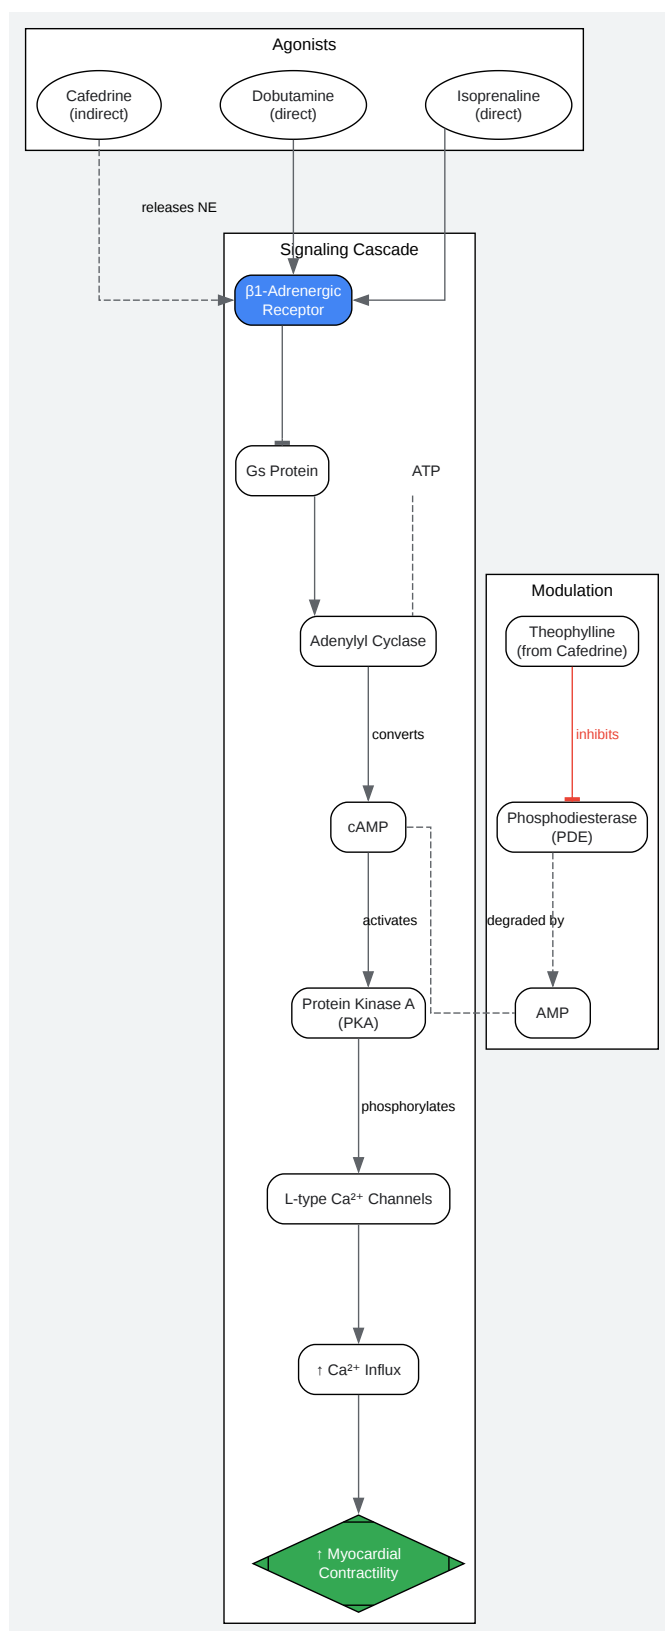 Agonists
Cafedrine
(indirect)
Dobutamine
(direct)
Isoprenaline
(direct)
releases NE
Signaling Cascade
β1-Adrenergic
Receptor
Gs Protein
ATP
Modulation
Adenylyl Cyclase
Theophylline
(from Cafedrine)
converts
inhibits
cAMP
Phosphodiesterase
(PDE)
activates
degraded by
Protein Kinase A
(PKA)
AMP
phosphorylates
L-type Ca²⁺ Channels
↑ Ca²⁺ Influx
↑ Myocardial
Contractility